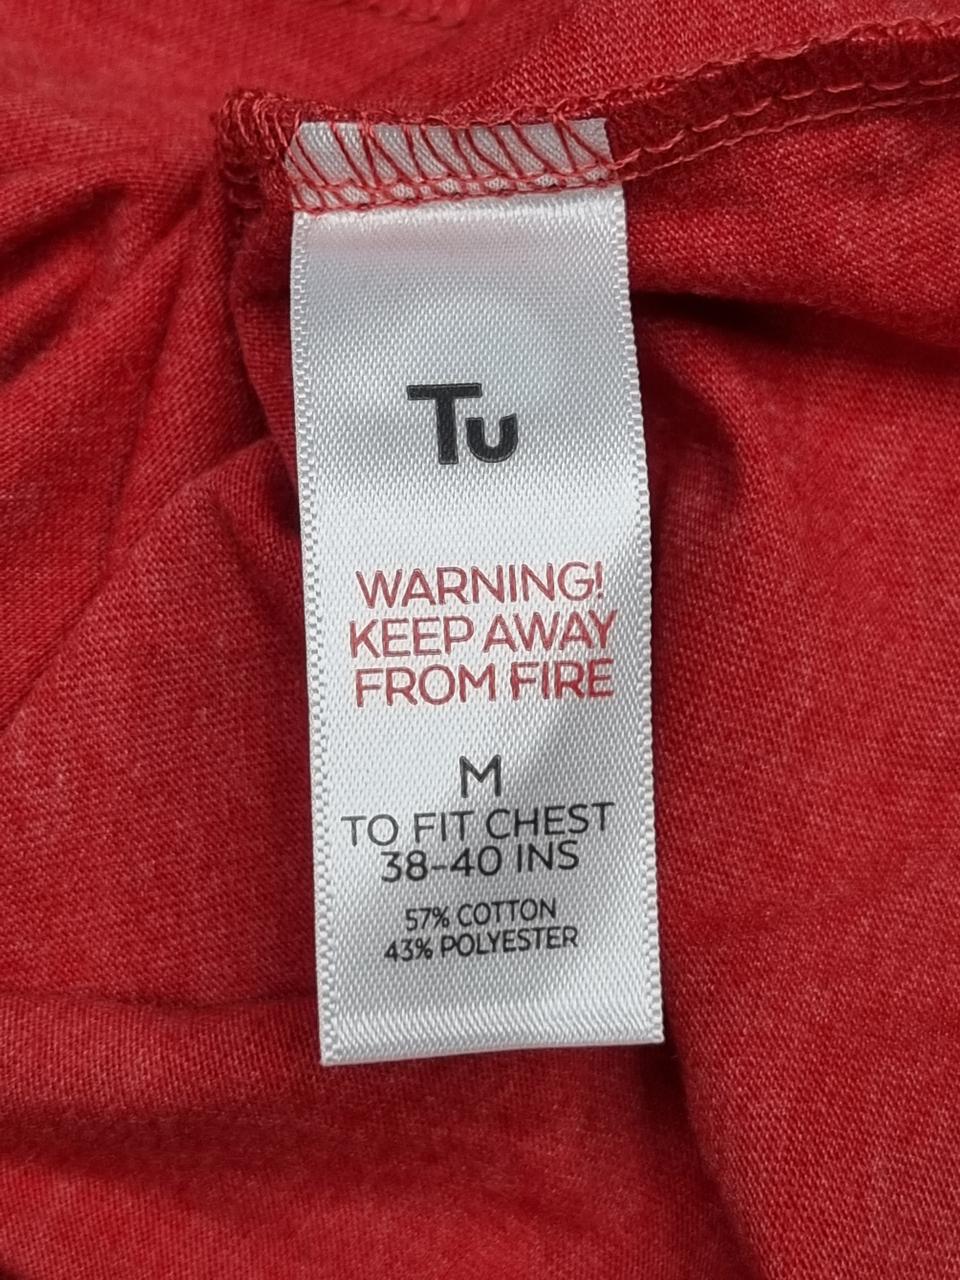 Tu
WARNING!
KEEP AWAY
FROM FIRE
M
TO FIT CHEST
38-40 INS
57% COTTON
43% POLYESTER